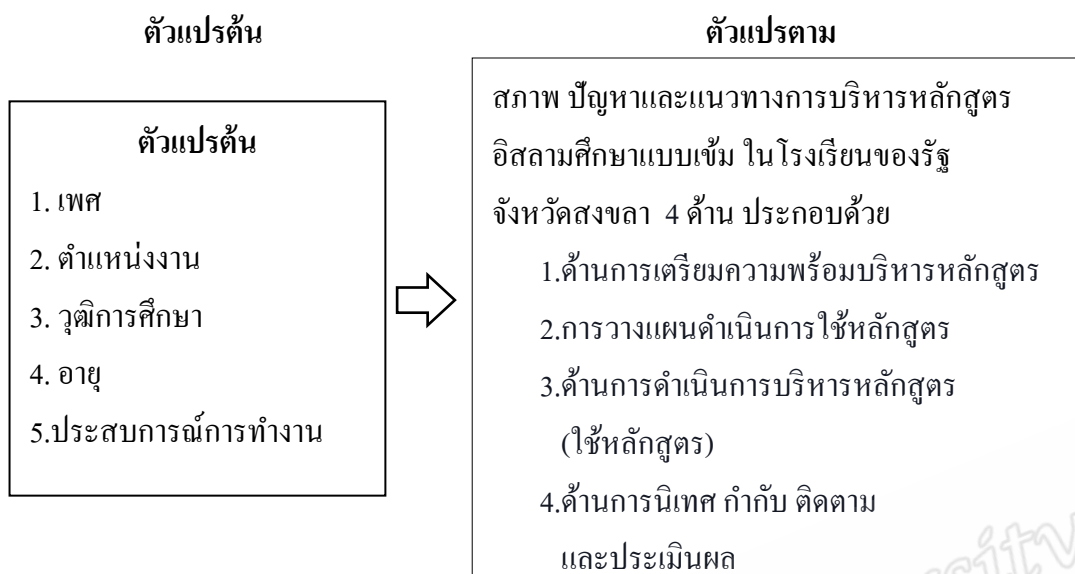 ตัวแปรต้น
ตัวแปรตาม
ตัวแปรต้น
1. เพศ
2. ตำแหน่งงาน
3. วุฒิการศึกษา
4. อายุ
5.ประสบการณ์การทำงาน
สภาพ ปัญหาและแนวทางการบริหารหลักสูตร
อิสลามศึกษาแบบเข้ม ในโรงเรียนของรัฐ
จังหวัดสงขลา 4 ด้าน ประกอบด้วย
1.ด้านการเตรียมความพร้อมบริหารหลักสูตร
2.การวางแผนดำเนินการใช้หลักสูตร
3.ด้านการดำเนินการบริหารหลักสูตร
(ใช้หลักสูตร)
4.ด้านการนิเทศ กำกับ ติดตาม
และประเมินผล